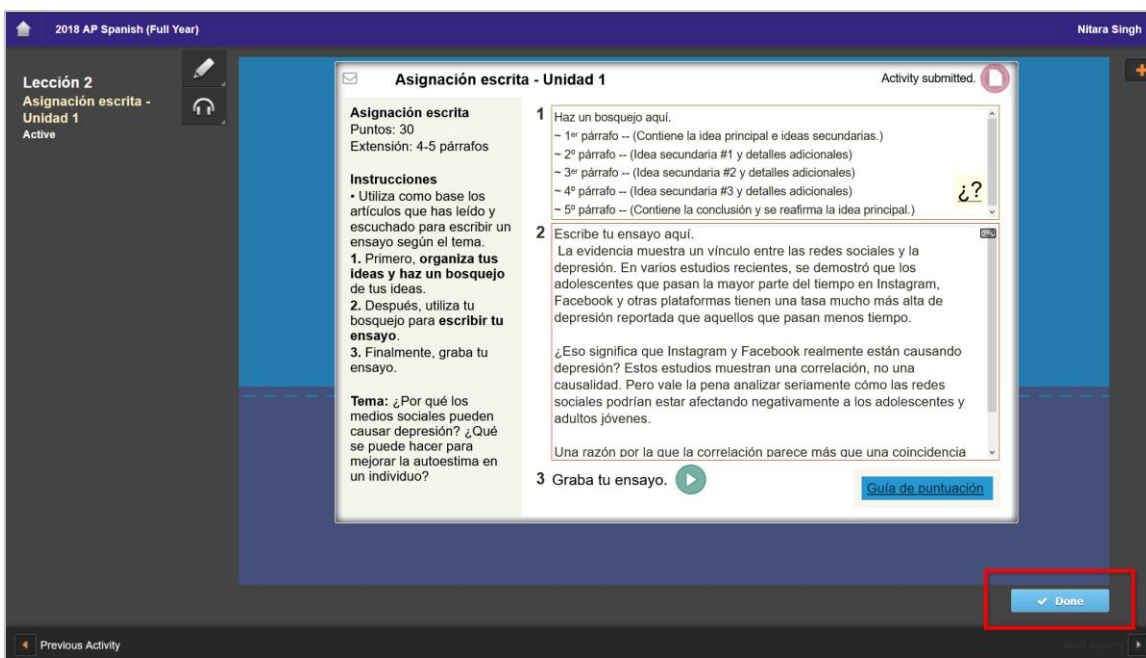 2018 AP Spanish (Full Year)
Nitara Singh
Lección 2
Asignación escrita -
Unidad 1
Active
Asignación escrita - Unidad 1
Activity submitted.
Asignación escrita
Puntos: 30
Extensión: 4-5 párrafos
Instrucciones
• Utiliza como base los
artículos que has leído y
escuchado para escribir un
ensayo según el tema.
1. Primero, organiza tus
ideas y haz un bosquejo
de tus ideas.
2. Después, utiliza tu
bosquejo para escribir tu
ensayo.
3. Finalmente, graba tu
ensayo.
Tema: ¿Por qué los
medios sociales pueden
causar depresión? ¿Qué
se puede hacer para
mejorar la autoestima en
un individuo?
1 Haz un bosquejo aquí.
~ 1er párrafo -- (Contiene la idea principal e ideas secundarias.)
~ 2º párrafo -- (Idea secundaria #1 y detalles adicionales)
~ 3er párrafo -- (Idea secundaria #2 y detalles adicionales)
~ 4º párrafo -- (Idea secundaria #3 y detalles adicionales)
~ 5º párrafo -- (Contiene la conclusión y se reafirma la idea principal.)
¿?
2 Escribe tu ensayo aquí.
La evidencia muestra un vínculo entre las redes sociales y la
depresión. En varios estudios recientes, se demostró que los
adolescentes que pasan la mayor parte del tiempo en Instagram,
Facebook y otras plataformas tienen una tasa mucho más alta de
depresión reportada que aquellos que pasan menos tiempo.
¿Eso significa que Instagram y Facebook realmente están causando
depresión? Estos estudios muestran una correlación, no una
causalidad. Pero vale la pena analizar seriamente cómo las redes
sociales podrían estar afectando negativamente a los adolescentes y
adultos jóvenes.
Una razón por la que la correlación parece más que una coincidencia
3 Graba tu ensayo.
Guía de puntuación
Done
Previous Activity
Next Activity